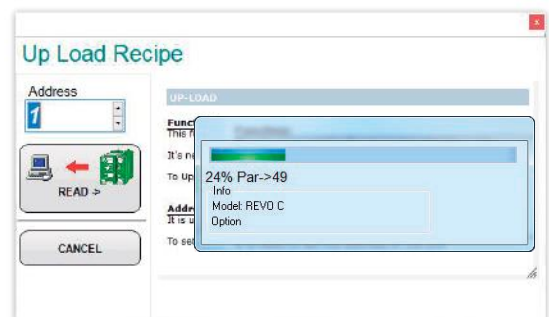 x
Up Load Recipe
Address
1
READ ->
CANCEL
UP-LOAD
Func
This f
It's ne
To Up
Addr
It is u
To set
24% Par->49
Info
Model: REVO C
Option